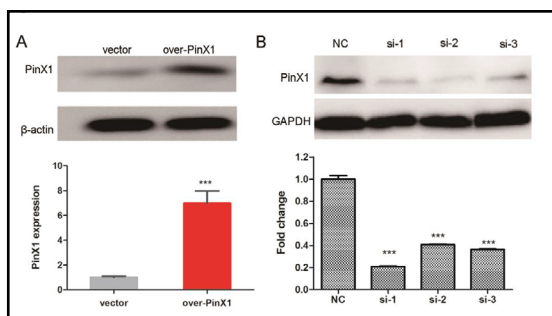 A
vector over-PinX1
PinX1
β-actin
PinX1 expression
10
8
6
4
2
0
***
vector over-PinX1
B
NC si-1 si-2 si-3
PinX1
GAPDH
Fold change
1.2
1.0
0.8
0.6
0.4
0.2
0.0
*** *** ***
NC si-1 si-2 si-3